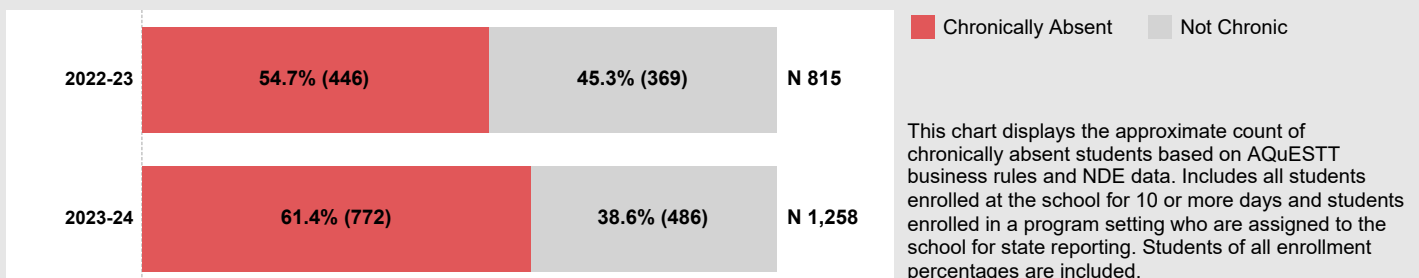 Chronically Absent Not Chronic
2022-23 54.7% (446) 45.3% (369) N 815
2023-24 61.4% (772) 38.6% (486) N 1,258
This chart displays the approximate count of
chronically absent students based on AQuESTT
business rules and NDE data. Includes all students
enrolled at the school for 10 or more days and students
enrolled in a program setting who are assigned to the
school for state reporting. Students of all enrollment
percentages are included.